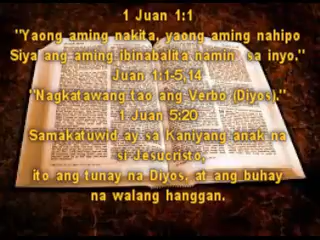 1 Juan 1:1
"Yaong aming nakita, yaong aming nahipo
Siya ang aming ibinabalita namin sa inyo."
Juan 1:1-5,14
"Nagkatawang tao ang Verbo (Diyos)."
1 Juan 5:20
Samakatuwid ay sa Kaniyang anak na
si Jesucristo,
ito ang tunay na Diyos, at ang buhay
na walang hanggan.